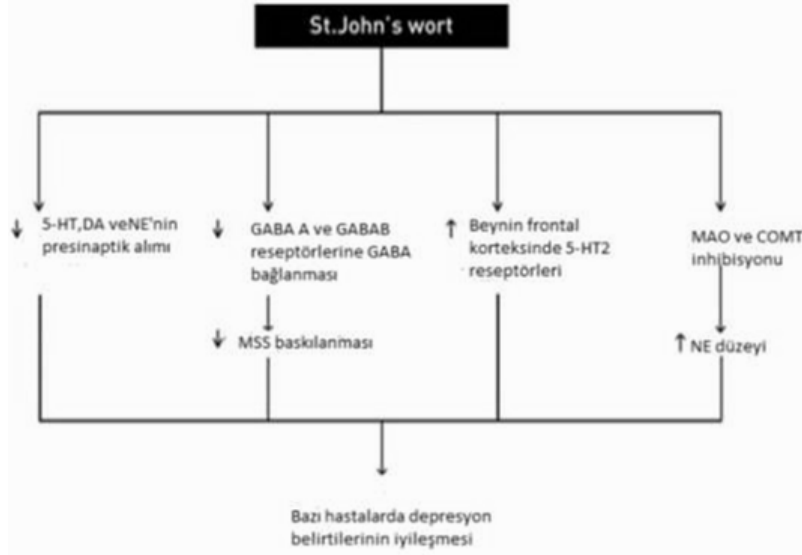 St.John's wort
↓ 5-HT,DA veNE'nin
presinaptik alımı
↓ GABA A ve GABAB
reseptörlerine GABA
bağlanması
↓ MSS baskılanması
↑ Beynin frontal
korteksinde 5-HT2
reseptörleri
MAO ve COMT
inhibisyonu
↑ NE düzeyi
Bazı hastalarda depresyon
belirtilerinin iyileşmesi